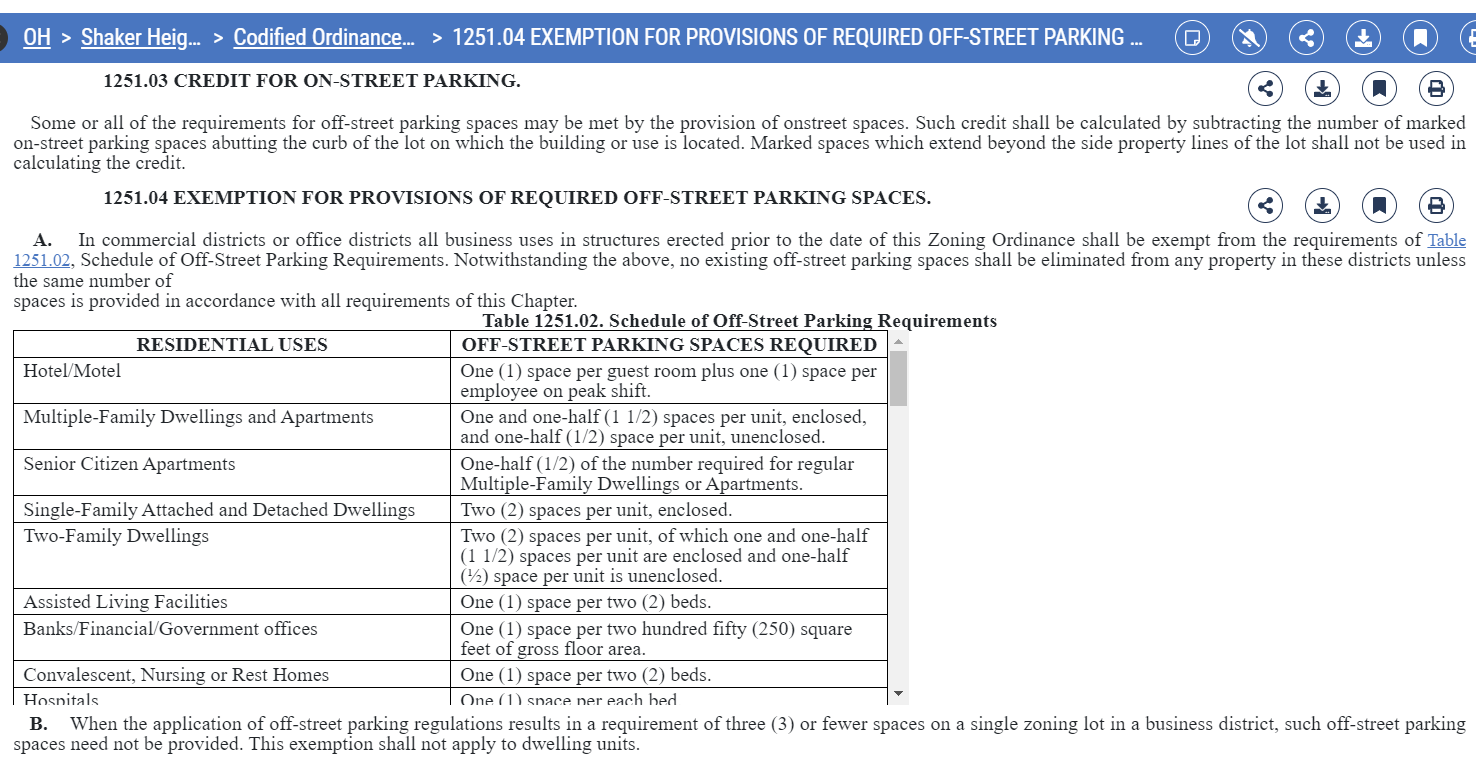 OH > Shaker Heig... > Codified Ordinance... > 1251.04 EXEMPTION FOR PROVISIONS OF REQUIRED OFF-STREET PARKING ...
1251.03 CREDIT FOR ON-STREET PARKING.
Some or all of the requirements for off-street parking spaces may be met by the provision of onstreet spaces. Such credit shall be calculated by subtracting the number of marked
on-street parking spaces abutting the curb of the lot on which the building or use is located. Marked spaces which extend beyond the side property lines of the lot shall not be used in
calculating the credit.
1251.04 EXEMPTION FOR PROVISIONS OF REQUIRED OFF-STREET PARKING SPACES.
A. In commercial districts or office districts all business uses in structures erected prior to the date of this Zoning Ordinance shall be exempt from the requirements of Table
1251.02, Schedule of Off-Street Parking Requirements. Notwithstanding the above, no existing off-street parking spaces shall be eliminated from any property in these districts unless
the same number of
spaces is provided in accordance with all requirements of this Chapter.
Table 1251.02. Schedule of Off-Street Parking Requirements
RESIDENTIAL USES OFF-STREET PARKING SPACES REQUIRED
Hotel/Motel One (1) space per guest room plus one (1) space per
employee on peak shift.
Multiple-Family Dwellings and Apartments One and one-half (1 1/2) spaces per unit, enclosed,
and one-half (1/2) space per unit, unenclosed.
Senior Citizen Apartments One-half (1/2) of the number required for regular
Multiple-Family Dwellings or Apartments.
Single-Family Attached and Detached Dwellings Two (2) spaces per unit, enclosed.
Two-Family Dwellings Two (2) spaces per unit, of which one and one-half
(1 1/2) spaces per unit are enclosed and one-half
(½) space per unit is unenclosed.
Assisted Living Facilities One (1) space per two (2) beds.
Banks/Financial/Government offices One (1) space per two hundred fifty (250) square
feet of gross floor area.
Convalescent, Nursing or Rest Homes One (1) space per two (2) beds.
Hospitals One (1) space per each bed
B. When the application of off-street parking regulations results in a requirement of three (3) or fewer spaces on a single zoning lot in a business district, such off-street parking
spaces need not be provided. This exemption shall not apply to dwelling units.